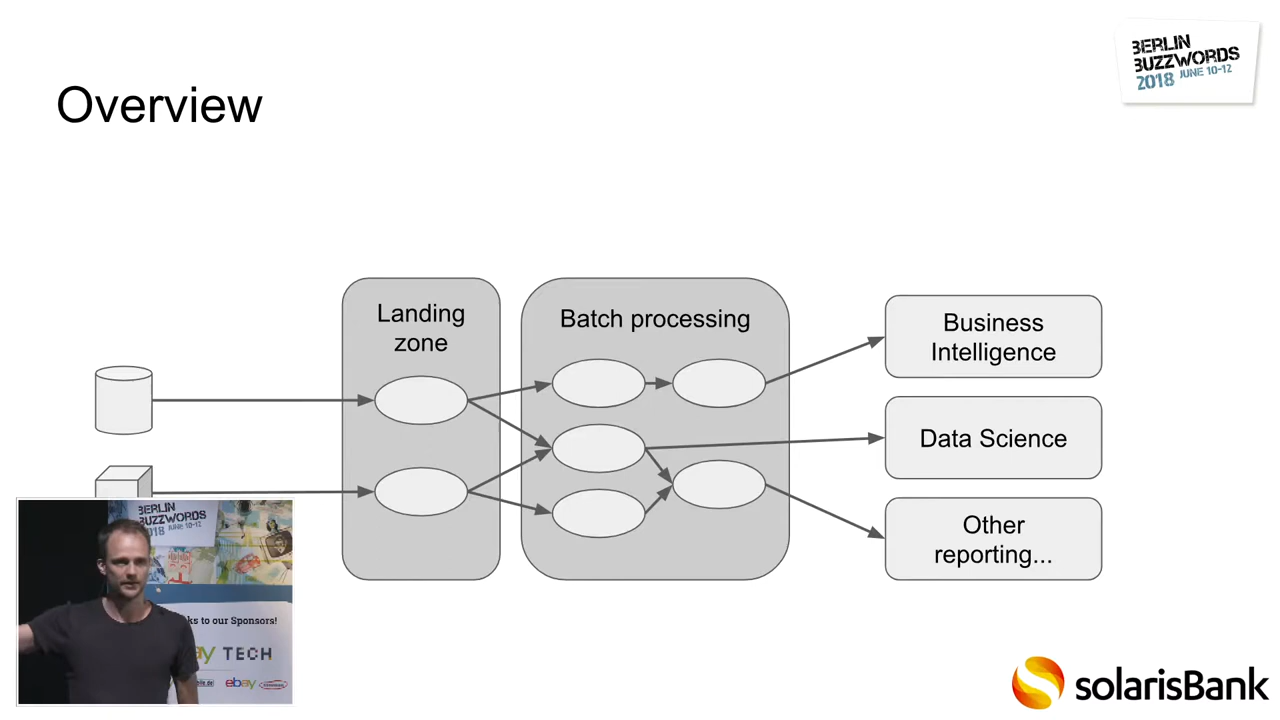 BERLIN
BUZZWORDS
2018 JUNE 10-12
Overview
Landing
zone
Batch processing
Business
Intelligence
Data Science
Other
reporting...
BERLIN
BUZZWORDS
2018 JUNE 10-12
to our Sponsors!
TECH
ebay
solarisBank